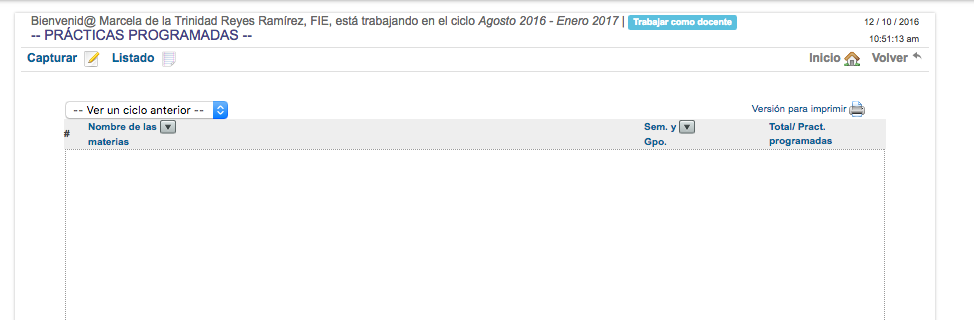 Bienvenid@ Marcela de la Trinidad Reyes Ramírez, FIE, está trabajando en el ciclo Agosto 2016 - Enero 2017 | Trabajar como docente
12 / 10 / 2016
-- PRÁCTICAS PROGRAMADAS --
10:51:13 am
Capturar Listado Inicio Volver
-- Ver un ciclo anterior --
Versión para imprimir
# Nombre de las materias
Sem. y Gpo.
Total/ Pract. programadas